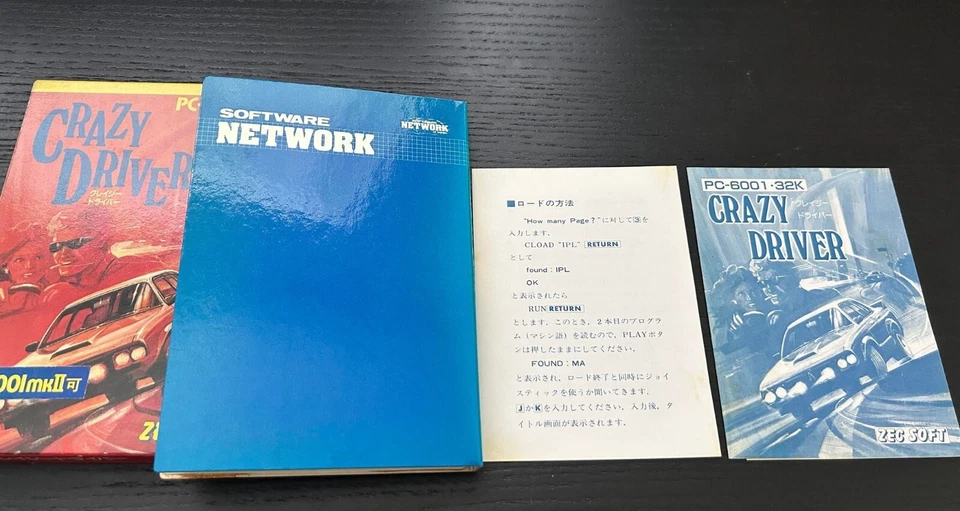 CRAZY
DRIVER
クレイジー
ドライバー
PC-
001mkII可
SOFTWARE
NETWORK
NETWORK
■ロードの方法
"How many Page?"に対して③を
入力します.
CLOAD "IPL" RETURN
として
found:IPL
OK
と表示されたら
RUN RETURN
とします. このとき, 2本目のプログラ
ム(マシン語)を読むので, PLAYボタ
ンは押したままにしてください.
FOUND:MA
と表示され, ロード終了と同時にジョイ
スティックを使うか聞いてきます.
JかKを入力してください. 入力後, タ
イトル画面が表示されます.
PC-6001・32K
CRAZY クレイジー
ドライバー
DRIVER
ZEC SOFT